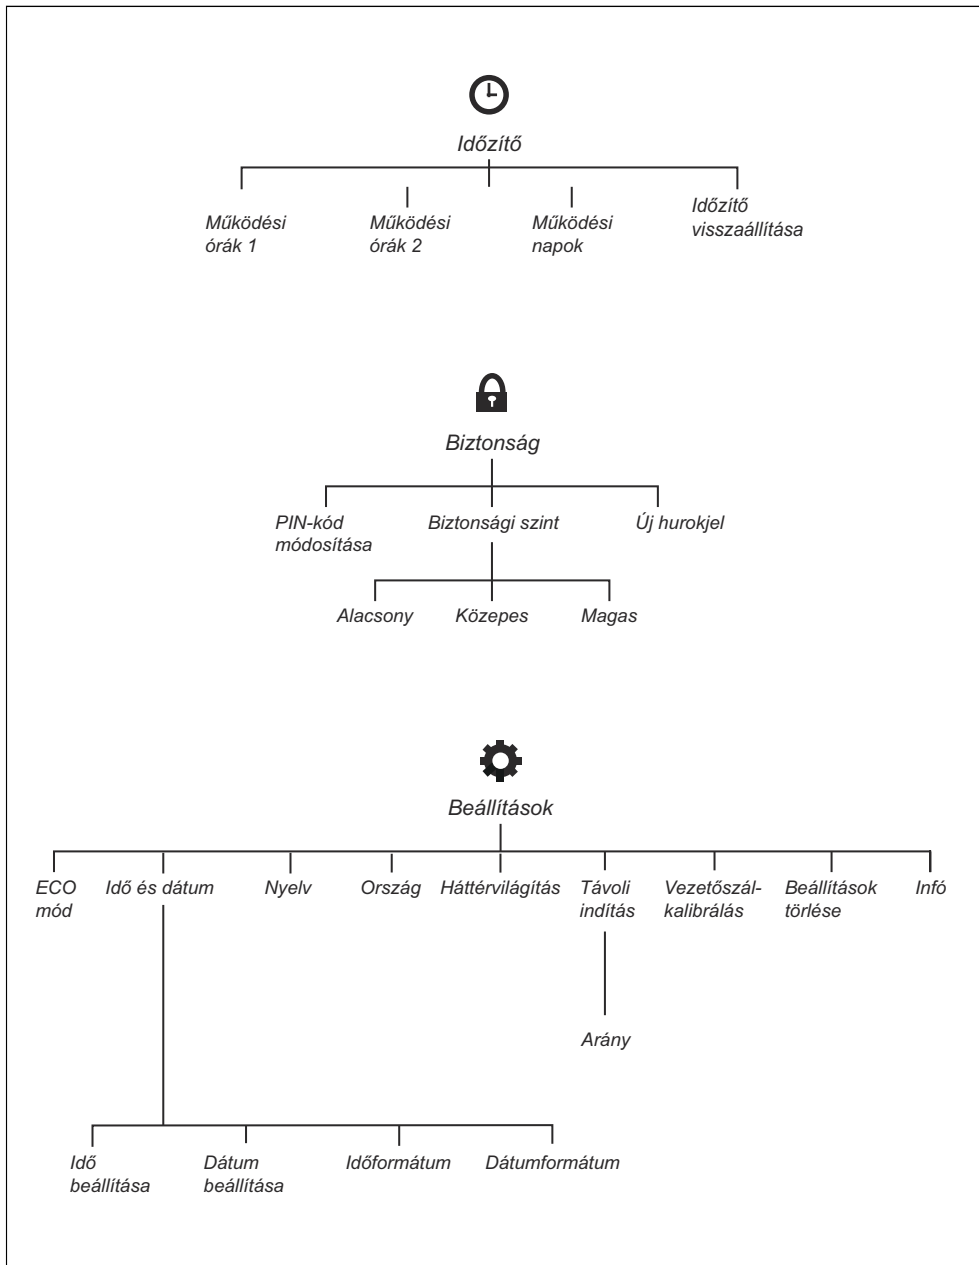 Időzítő
Működési
órák 1
Működési
órák 2
Működési
napok
Időzítő
visszaállítása
Biztonság
PIN-kód
módosítása
Biztonsági szint
Új hurokjel
Alacsony
Közepes
Magas
Beállítások
ECO
mód
Idő és dátum
Nyelv
Ország
Háttérvilágítás
Távoli
indítás
Vezetőszál-
kalibrálás
Beállítások
törlése
Infó
Arány
Idő
beállítása
Dátum
beállítása
Időformátum
Dátumformátum